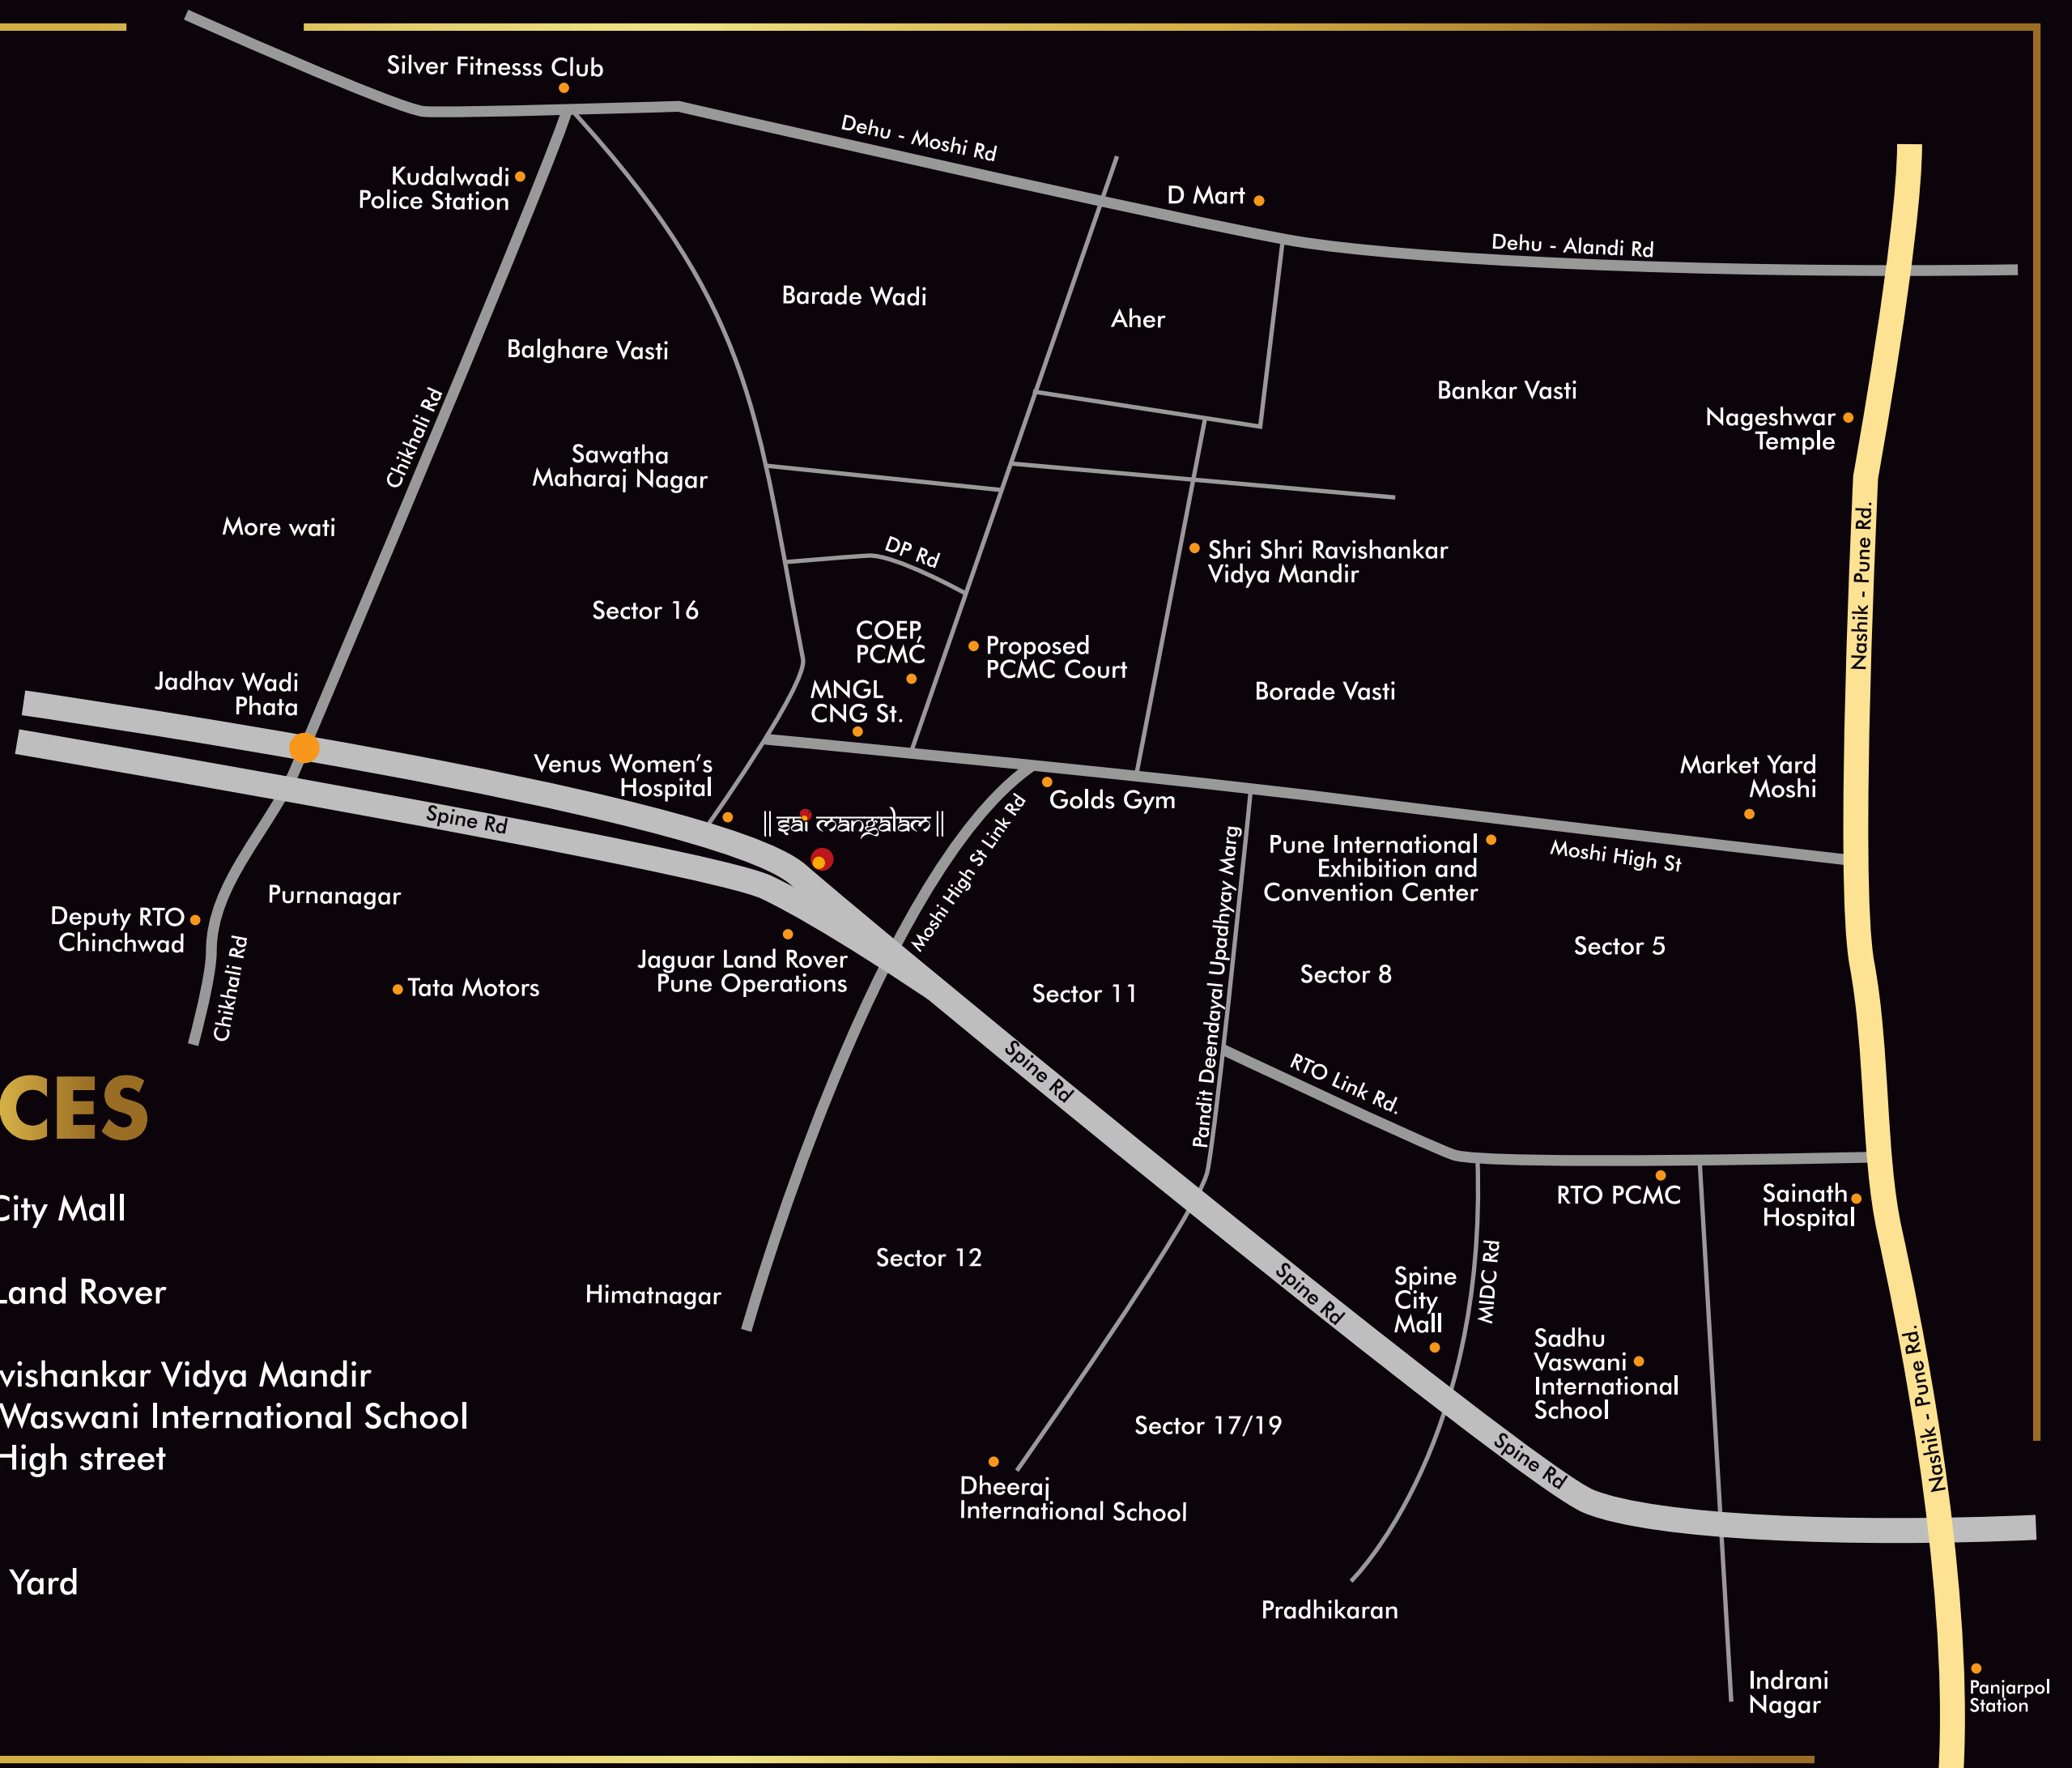 Silver Fitnesss Club
Dehu - Moshi Rd
Kudalwadi
Police Station
D Mart
Dehu - Alandi Rd
Barade Wadi
Aher
Balghare Vasti
Bankar Vasti
Nageshwar
Temple
Chikhali Rd
Sawatha
Maharaj Nagar
More wati
DP Rd
Shri Shri Ravishankar
Vidya Mandir
Nashik - Pune Rd.
Sector 16
COEP,
PCMC
Proposed
PCMC Court
Jadhav Wadi
Phata
MNGL
CNG St.
Borade Vasti
Venus Women's
Hospital
Market Yard
Moshi
Spine Rd
|| sai mangalam ||
Golds Gym
Moshi High St Link Rd
Pandit Deendayal Upadhyay Marg
Pune International
Exhibition and
Convention Center
Moshi High St
Purnanagar
Deputy RTO
Chinchwad
Chikhali Rd
Tata Motors
Jaguar Land Rover
Pune Operations
Sector 11
Sector 8
Sector 5
Spine Rd
RTO Link Rd.
CES
City Mall
RTO PCMC
Sainath
Hospital
Land Rover
Himatnagar
Sector 12
Spine Rd
Spine
City
Mall
MIDC Rd
Sadhu
Vaswani
International
School
Nashik - Pune Rd.
vishankar Vidya Mandir
Waswani International School
High street
Sector 17/19
Spine Rd
Dheeraj
International School
Yard
Pradhikaran
Indrani
Nagar
Panjarpol
Station